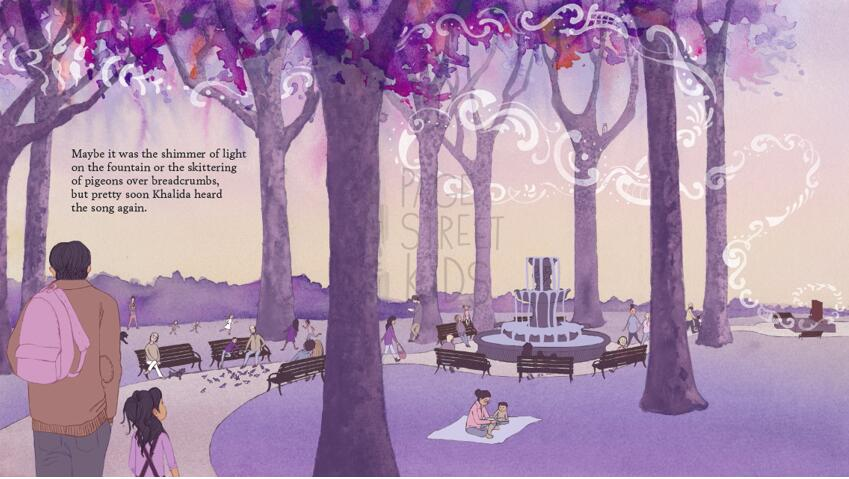 Maybe it was the shimmer of light
on the fountain or the skittering
of pigeons over breadcrumbs,
but pretty soon Khalida heard
the song again.
PAGE
STREET
KIDS